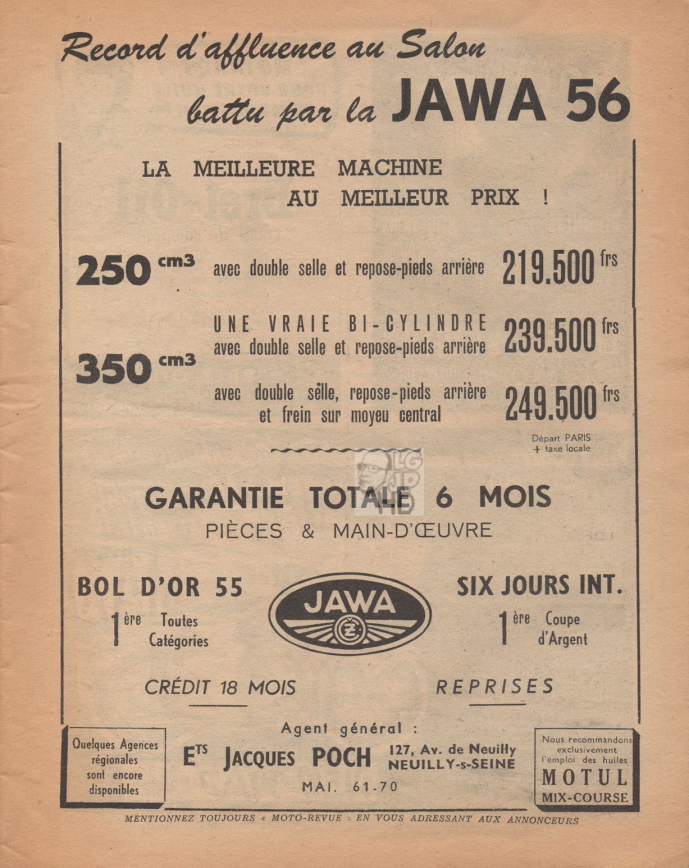 Record d'affluence au Salon
battu par la JAWA 56
LA MEILLEURE MACHINE
AU MEILLEUR PRIX !
250 cm3 avec double selle et repose-pieds arrière 219.500 frs
UNE VRAIE BI-CYLINDRE
avec double selle et repose-pieds arrière 239.500 frs
350 cm3
avec double selle, repose-pieds arrière
et frein sur moyeu central 249.500 frs
Départ PARIS
+ taxe locale
LG
JP
HD
GARANTIE TOTALE 6 MOIS
PIÈCES & MAIN-D'ŒUVRE
BOL D'OR 55
1ère Toutes
Catégories
JAWA
CZ
SIX JOURS INT.
1ère Coupe
d'Argent
CRÉDIT 18 MOIS REPRISES
Quelques Agences
régionales
sont encore
disponibles
Agent général :
ETS JACQUES POCH 127, Av. de Neuilly
NEUILLY-s-SEINE
MAI. 61-70
Nous recommandons
exclusivement
l'emploi des huiles
MOTUL
MIX-COURSE
MENTIONNEZ TOUJOURS « MOTO-REVUE » EN VOUS ADRESSANT AUX ANNONCEURS